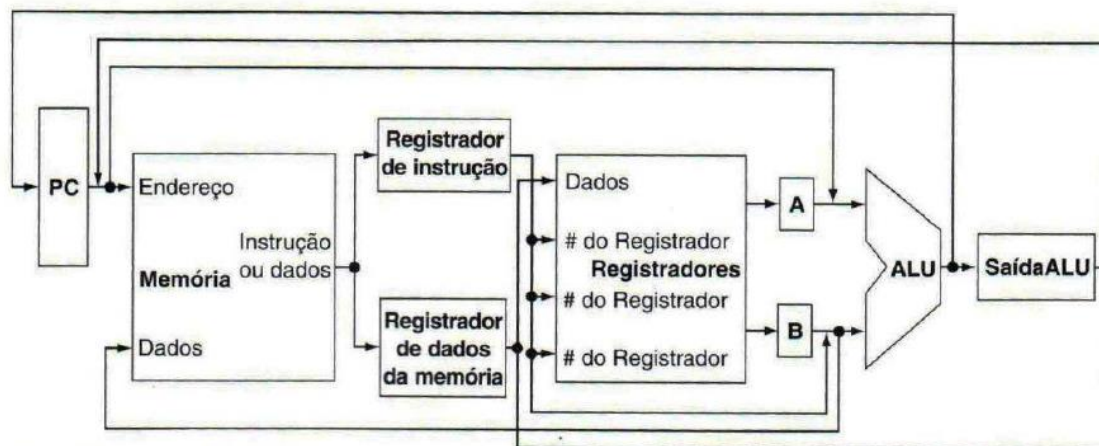 PC
Endereço
Instrução
ou dados
Memória
Dados
Registrador
de instrução
Registrador
de dados
da memória
Dados
# do Registrador
Registradores
# do Registrador
# do Registrador
A
B
ALU
SaídaALU